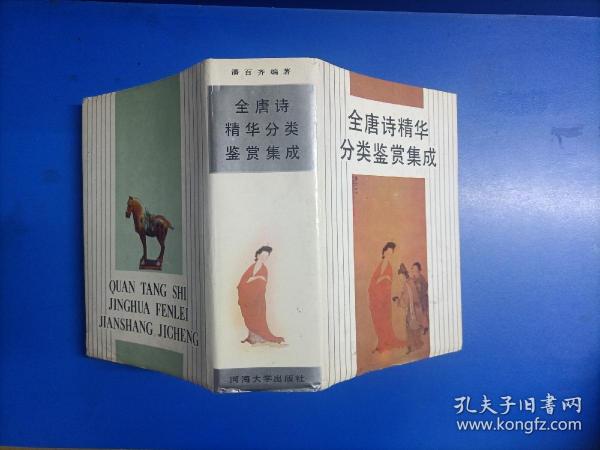 潘百齐编著
全唐诗
精华分类
鉴赏集成
河海大学出版社
全唐诗精华
分类鉴赏集成
QUAN TANG SHI
JINGHUA FENLEI
JIANSHANG JICHENG
孔夫子旧书网
www.kongfz.com